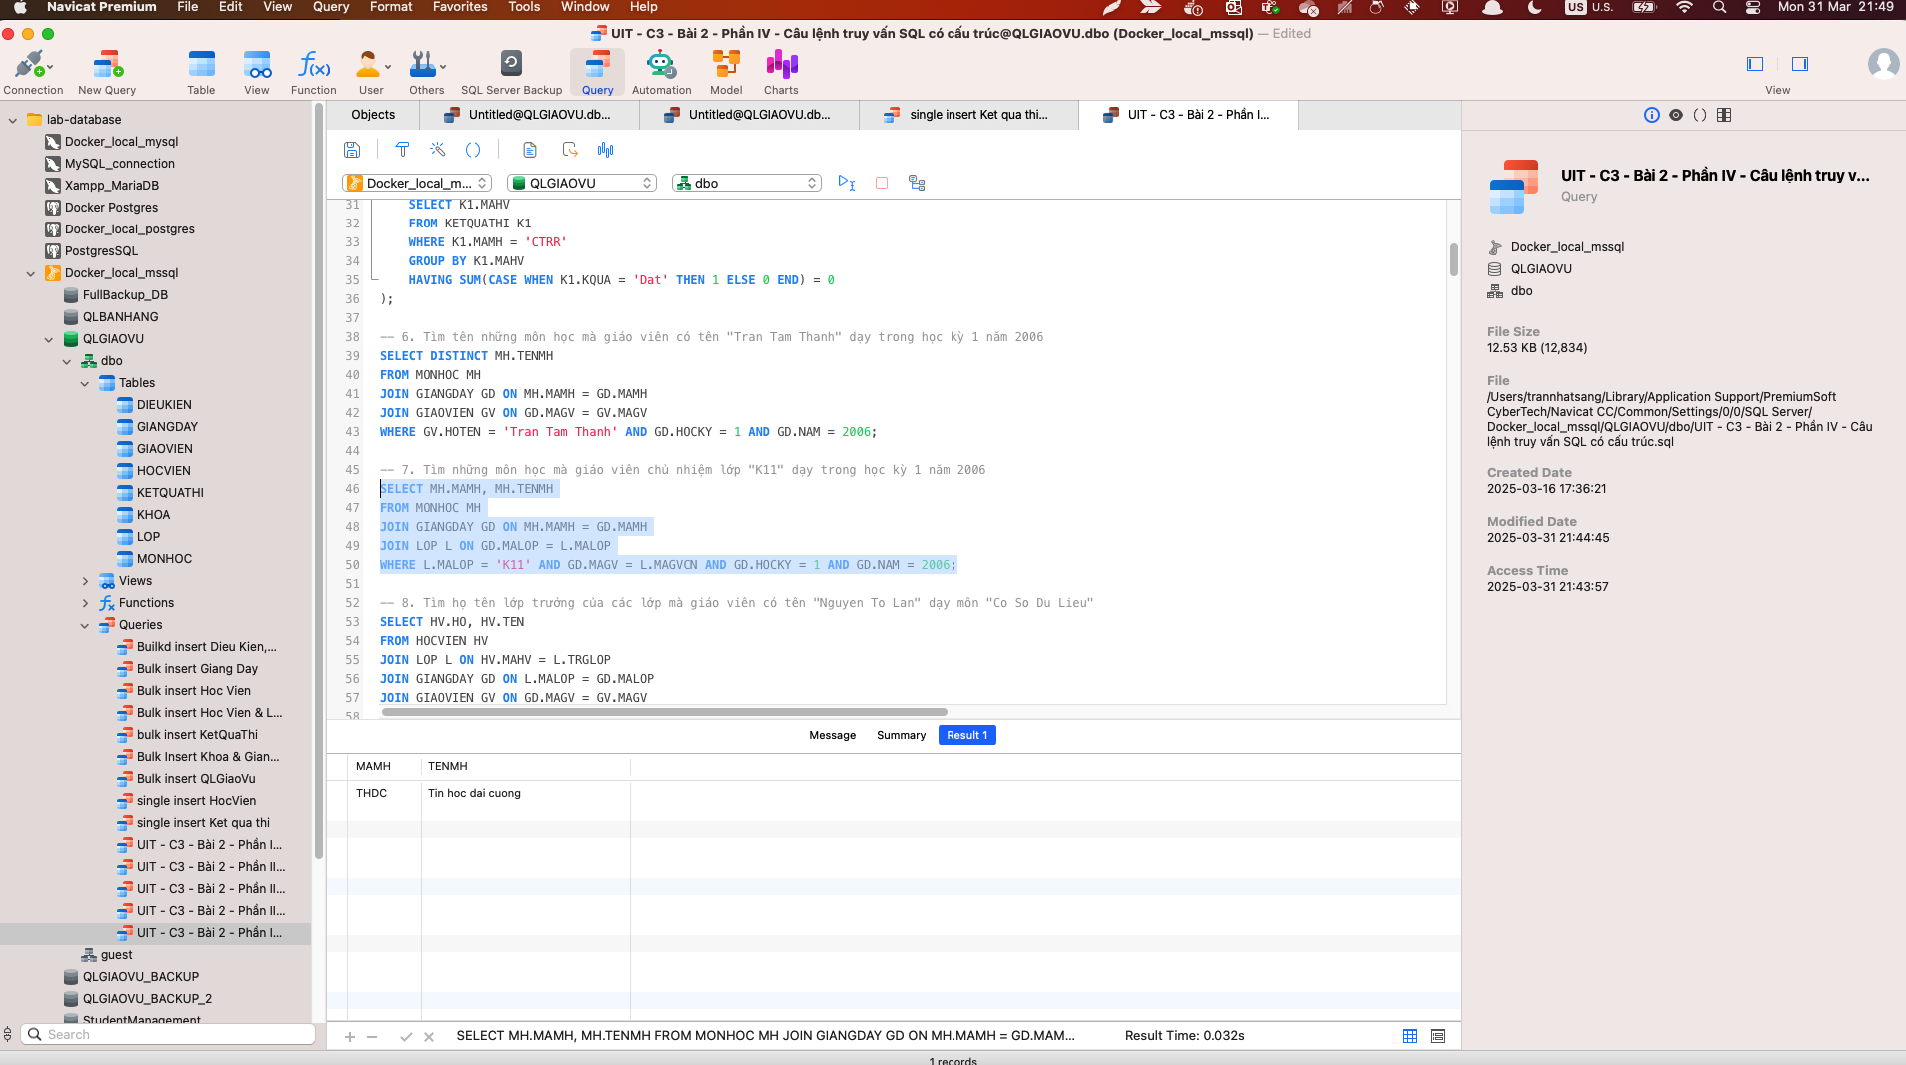 Navicat Premium File Edit View Query Format Favorites Tools Window Help US U.S. Mon 31 Mar 21:49
UIT - C3 - Bài 2 - Phần IV - Câu lệnh truy vấn SQL có cấu trúc@QLGIAOVU.dbo (Docker_local_mssql) — Edited
Connection New Query Table View Function User Others SQL Server Backup Query Automation Model Charts View
lab-database
Docker_local_mysql
MySQL_connection
Xampp_MariaDB
Docker Postgres
Docker_local_postgres
PostgresSQL
Docker_local_mssql
FullBackup_DB
QLBANHANG
QLGIAOVU
dbo
Tables
DIEUKIEN
GIANGDAY
GIAOVIEN
HOCVIEN
KETQUATHI
KHOA
LOP
MONHOC
Views
Functions
Queries
Builkd insert Dieu Kien,...
Bulk insert Giang Day
Bulk insert Hoc Vien
Bulk insert Hoc Vien & L...
bulk insert KetQuaThi
Bulk Insert Khoa & Gian...
Bulk insert QLGiaoVu
single insert HocVien
single insert Ket qua thi
UIT - C3 - Bài 2 - Phần I...
UIT - C3 - Bài 2 - Phần II...
UIT - C3 - Bài 2 - Phần II...
UIT - C3 - Bài 2 - Phần II...
UIT - C3 - Bài 2 - Phần I...
guest
QLGIAOVU_BACKUP
QLGIAOVU_BACKUP_2
StudentManagement
Search
Objects Untitled@QLGIAOVU.db... Untitled@QLGIAOVU.db... single insert Ket qua thi... UIT - C3 - Bài 2 - Phần I...
Docker_local_m... QLGIAOVU dbo
31 SELECT K1.MAHV
32 FROM KETQUATHI K1
33 WHERE K1.MAMH = 'CTRR'
34 GROUP BY K1.MAHV
35 HAVING SUM(CASE WHEN K1.KQUA = 'Dat' THEN 1 ELSE 0 END) = 0
36 );
37
38 -- 6. Tìm tên những môn học mà giáo viên có tên "Tran Tam Thanh" dạy trong học kỳ 1 năm 2006
39 SELECT DISTINCT MH.TENMH
40 FROM MONHOC MH
41 JOIN GIANGDAY GD ON MH.MAMH = GD.MAMH
42 JOIN GIAOVIEN GV ON GD.MAGV = GV.MAGV
43 WHERE GV.HOTEN = 'Tran Tam Thanh' AND GD.HOCKY = 1 AND GD.NAM = 2006;
44
45 -- 7. Tìm những môn học mà giáo viên chủ nhiệm lớp "K11" dạy trong học kỳ 1 năm 2006
46 SELECT MH.MAMH, MH.TENMH
47 FROM MONHOC MH
48 JOIN GIANGDAY GD ON MH.MAMH = GD.MAMH
49 JOIN LOP L ON GD.MALOP = L.MALOP
50 WHERE L.MALOP = 'K11' AND GD.MAGV = L.MAGVCN AND GD.HOCKY = 1 AND GD.NAM = 2006;
51
52 -- 8. Tìm họ tên lớp trưởng của các lớp mà giáo viên có tên "Nguyen To Lan" dạy môn "Co So Du Lieu"
53 SELECT HV.HO, HV.TEN
54 FROM HOCVIEN HV
55 JOIN LOP L ON HV.MAHV = L.TRGLOP
56 JOIN GIANGDAY GD ON L.MALOP = GD.MALOP
57 JOIN GIAOVIEN GV ON GD.MAGV = GV.MAGV
58
Message Summary Result 1
MAMH TENMH
THDC Tin hoc dai cuong
SELECT MH.MAMH, MH.TENMH FROM MONHOC MH JOIN GIANGDAY GD ON MH.MAMH = GD.MAM... Result Time: 0.032s
1 records
UIT - C3 - Bài 2 - Phần IV - Câu lệnh truy v...
Query
Docker_local_mssql
QLGIAOVU
dbo
File Size
12.53 KB (12,834)
File
/Users/trannhatsang/Library/Application Support/PremiumSoft
CyberTech/Navicat CC/Common/Settings/0/0/SQL Server/
Docker_local_mssql/QLGIAOVU/dbo/UIT - C3 - Bài 2 - Phần IV - Câu
lệnh truy vấn SQL có cấu trúc.sql
Created Date
2025-03-16 17:36:21
Modified Date
2025-03-31 21:44:45
Access Time
2025-03-31 21:43:57